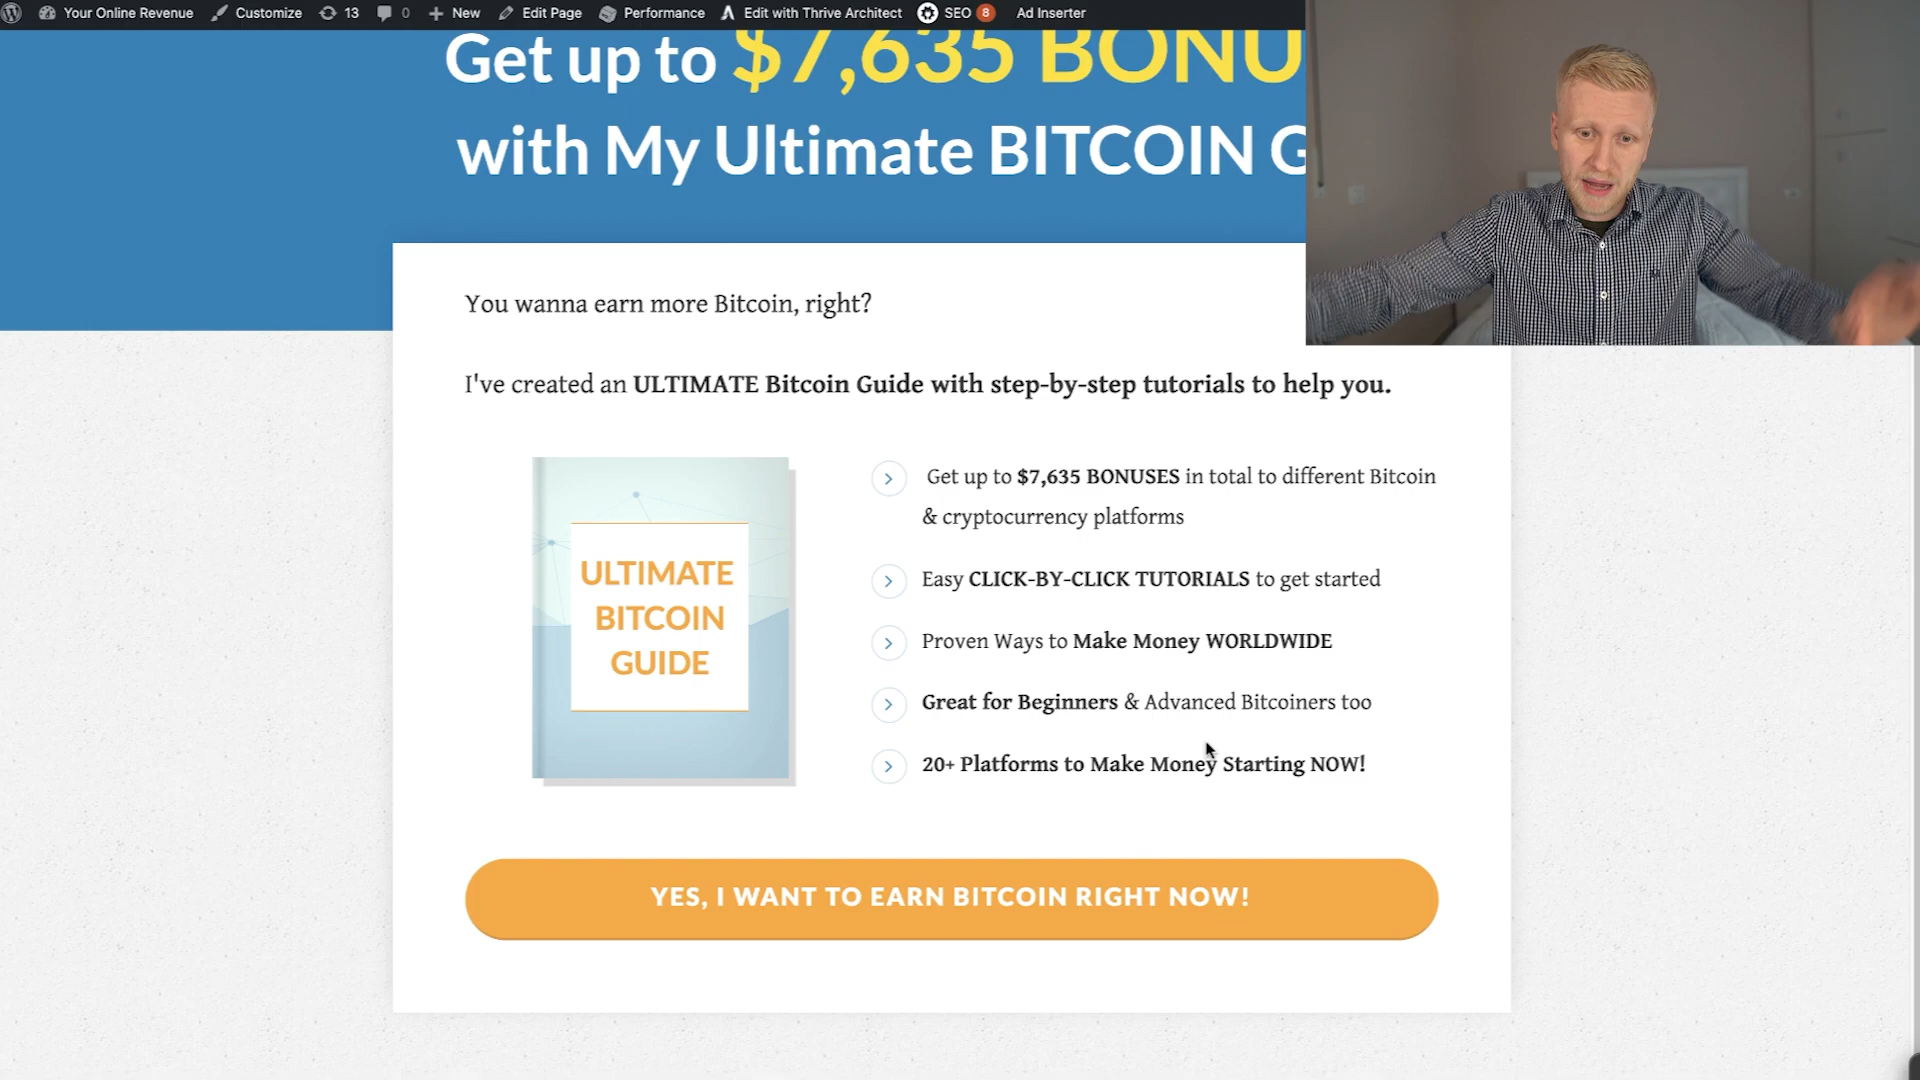 Your Online Revenue Customize 13 0 New Edit Page Performance Edit with Thrive Architect SEO 8 Ad Inserter
Get up to $7,635 BONU
with My Ultimate BITCOIN G
You wanna earn more Bitcoin, right?
I've created an ULTIMATE Bitcoin Guide with step-by-step tutorials to help you.
ULTIMATE
BITCOIN
GUIDE
Get up to $7,635 BONUSES in total to different Bitcoin
& cryptocurrency platforms
Easy CLICK-BY-CLICK TUTORIALS to get started
Proven Ways to Make Money WORLDWIDE
Great for Beginners & Advanced Bitcoiners too
20+ Platforms to Make Money Starting NOW!
YES, I WANT TO EARN BITCOIN RIGHT NOW!